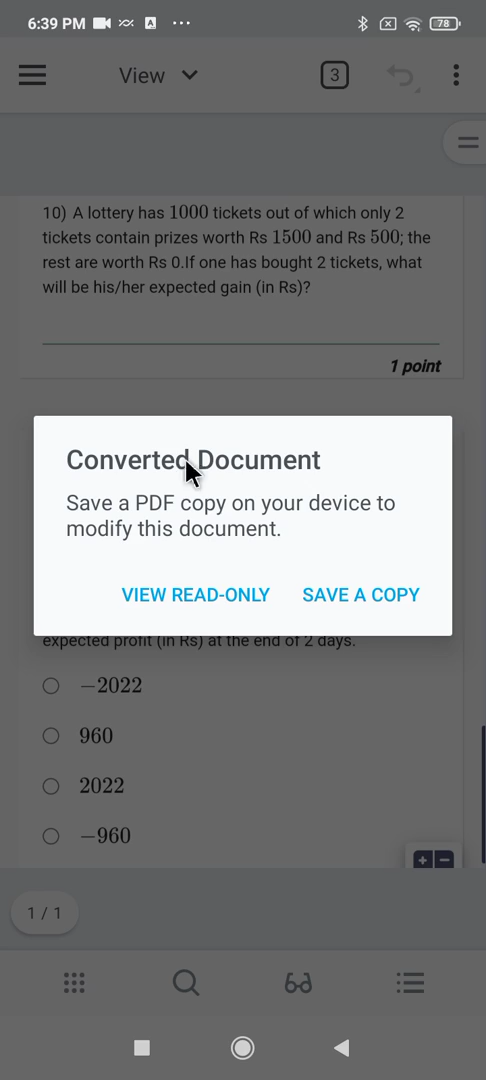 6:39 PM
78
View
3
10) A lottery has 1000 tickets out of which only 2
tickets contain prizes worth Rs 1500 and Rs 500; the
rest are worth Rs 0.If one has bought 2 tickets, what
will be his/her expected gain (in Rs)?
1 point
Converted Document
Save a PDF copy on your device to
modify this document.
VIEW READ-ONLY SAVE A COPY
expected profit (in Rs) at the end of 2 days.
−2022
960
2022
−960
1 / 1